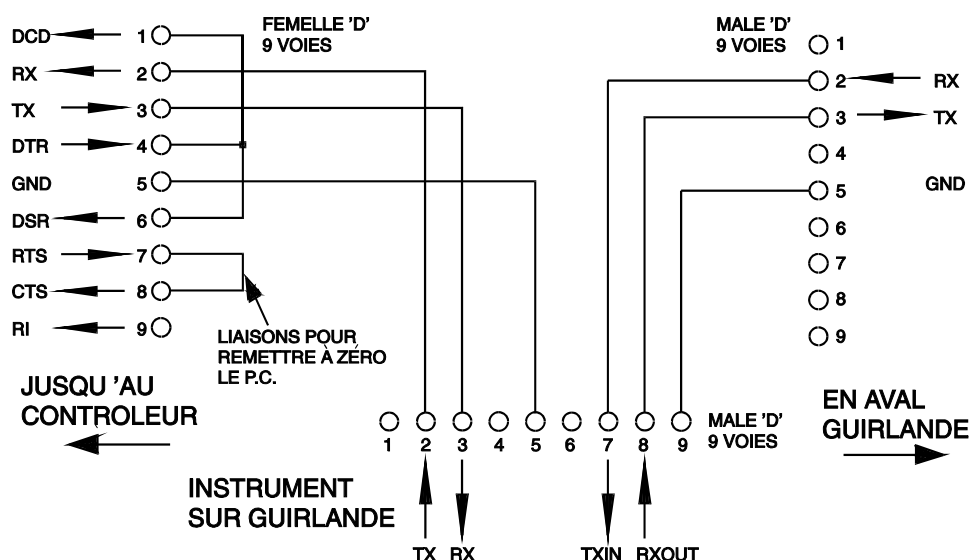 FEMELLE 'D'
9 VOIES
MALE 'D'
9 VOIES
DCD 1
RX 2
TX 3
DTR 4
GND 5
DSR 6
RTS 7
CTS 8
RI 9
1
2 RX
3 TX
4
5 GND
6
7
8
9
LIAISONS POUR
REMETTRE À ZÉRO
LE P.C.
JUSQU 'AU
CONTROLEUR
EN AVAL
GUIRLANDE
1 2 3 4 5 6 7 8 9
MALE 'D'
9 VOIES
INSTRUMENT
SUR GUIRLANDE
TX RX TXIN RXOUT